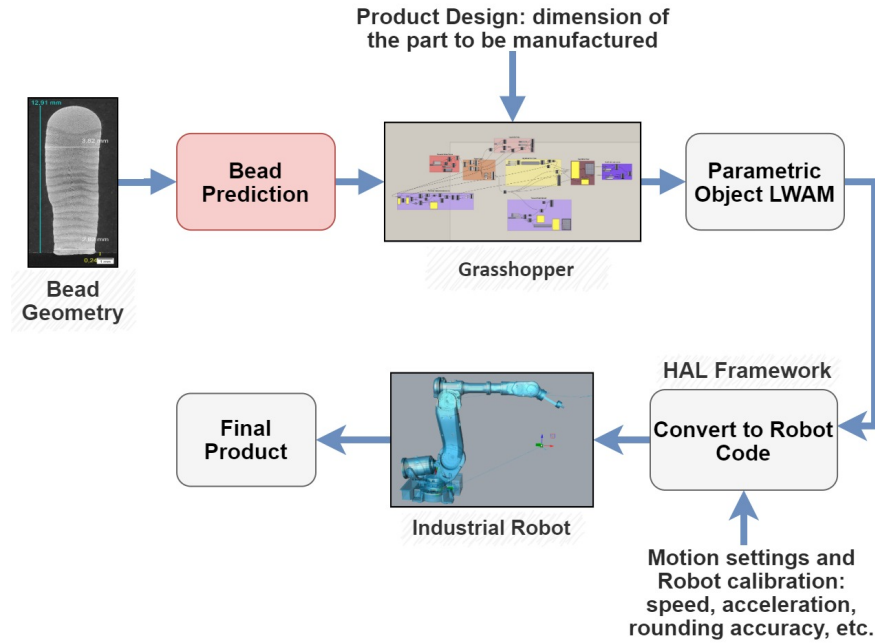 Product Design: dimension of
the part to be manufactured
12,91 mm
Bead
Prediction
Parametric
Object LWAM
Grasshopper
Bead
Geometry
HAL Framework
Final
Product
Convert to Robot
Code
Industrial Robot
Motion settings and
Robot calibration:
speed, acceleration,
rounding accuracy, etc.